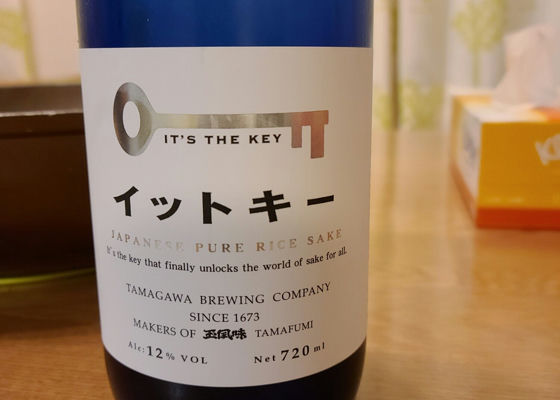 IT'S THE KEY
イットキー
JAPANESE PURE RICE SAKE
It's the key that finally unlocks the world of sake for all.
TAMAGAWA BREWING COMPANY
SINCE 1673
MAKERS OF 玉風味 TAMAFUMI
Alc:12% VOL Net 720 ml